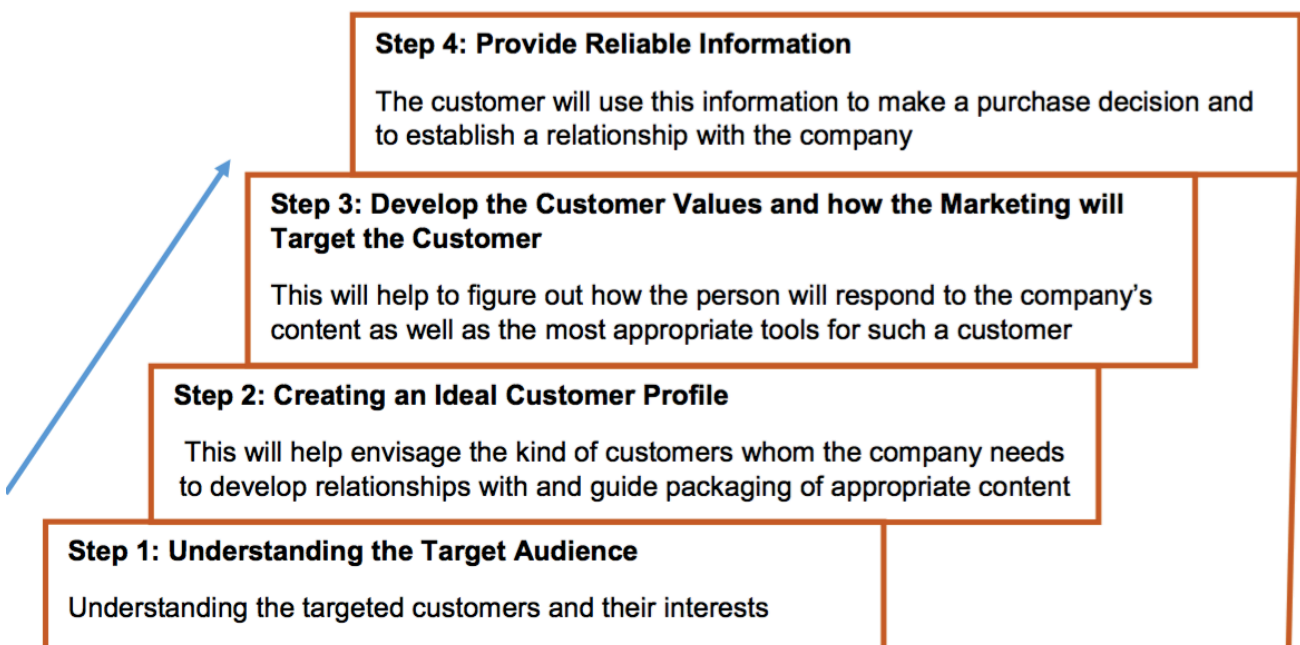 Step 4: Provide Reliable Information
The customer will use this information to make a purchase decision and
to establish a relationship with the company
Step 3: Develop the Customer Values and how the Marketing will
Target the Customer
This will help to figure out how the person will respond to the company's
content as well as the most appropriate tools for such a customer
Step 2: Creating an Ideal Customer Profile
This will help envisage the kind of customers whom the company needs
to develop relationships with and guide packaging of appropriate content
Step 1: Understanding the Target Audience
Understanding the targeted customers and their interests